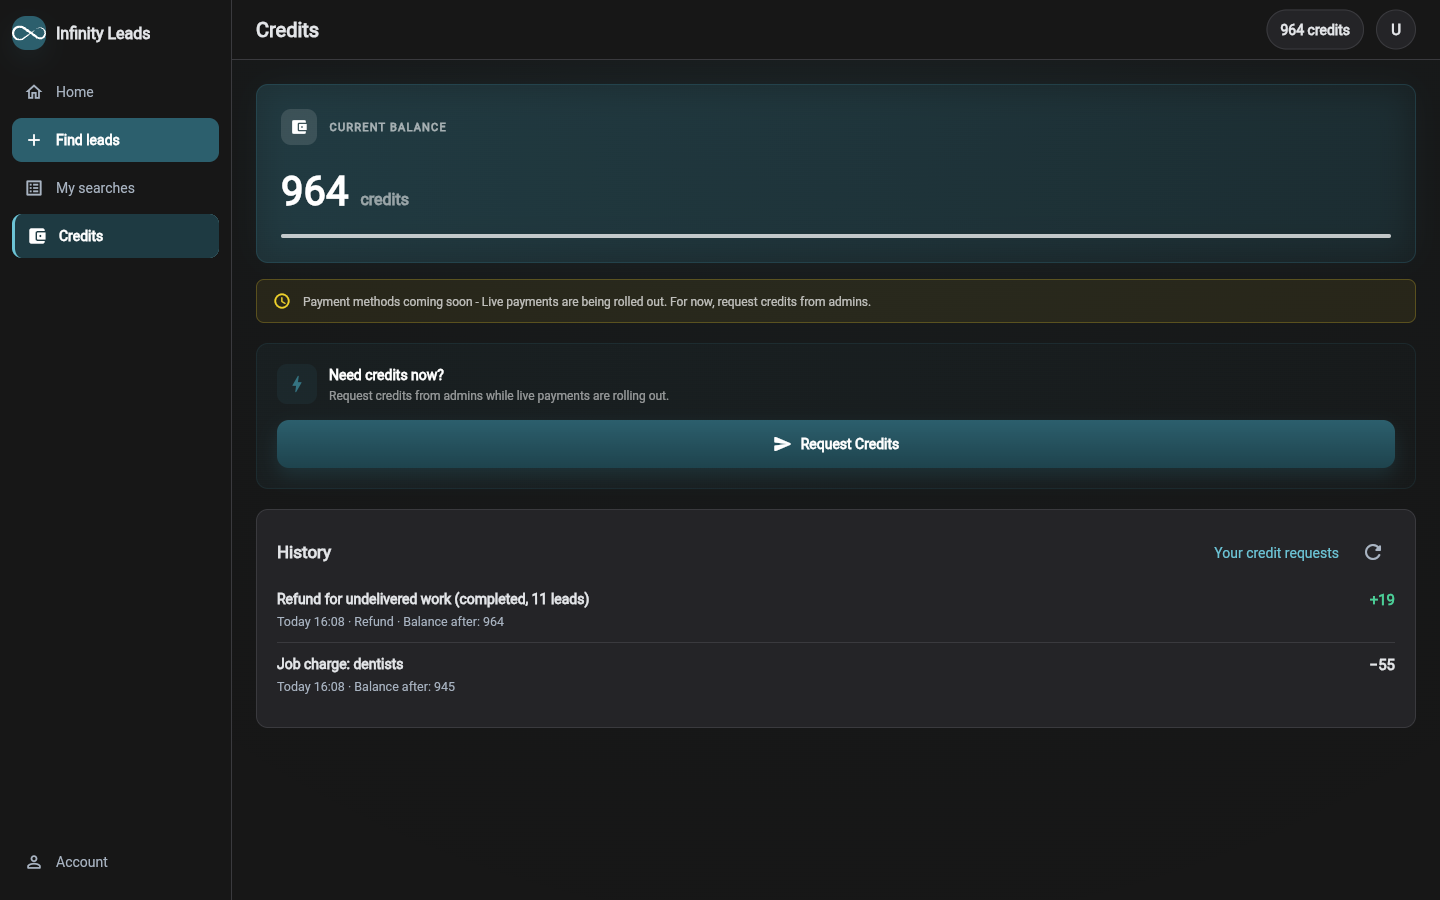 Infinity Leads
Home
Find leads
My searches
Credits
Account
Credits
964 credits
U
CURRENT BALANCE
964 credits
Payment methods coming soon - Live payments are being rolled out. For now, request credits from admins.
Need credits now?
Request credits from admins while live payments are rolling out.
Request Credits
History
Your credit requests
Refund for undelivered work (completed, 11 leads)
+19
Today 16:08 · Refund · Balance after: 964
Job charge: dentists
−55
Today 16:08 · Balance after: 945